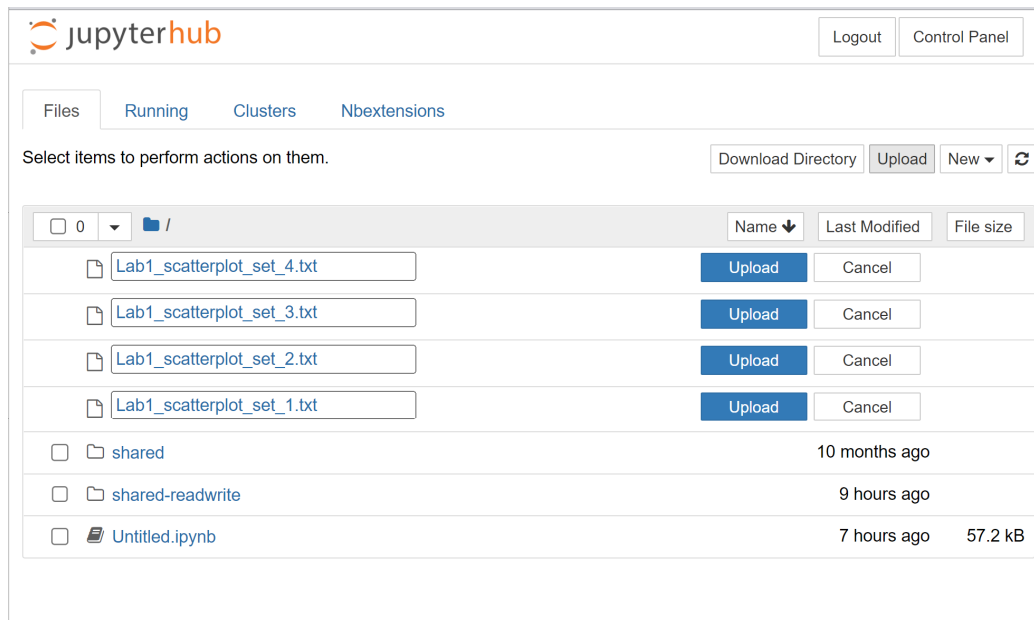 jupyterhub
Logout Control Panel
Files Running Clusters Nbextensions
Select items to perform actions on them.
Download Directory Upload New
0 / Name Last Modified File size
Lab1_scatterplot_set_4.txt Upload Cancel
Lab1_scatterplot_set_3.txt Upload Cancel
Lab1_scatterplot_set_2.txt Upload Cancel
Lab1_scatterplot_set_1.txt Upload Cancel
shared 10 months ago
shared-readwrite 9 hours ago
Untitled.ipynb 7 hours ago 57.2 kB